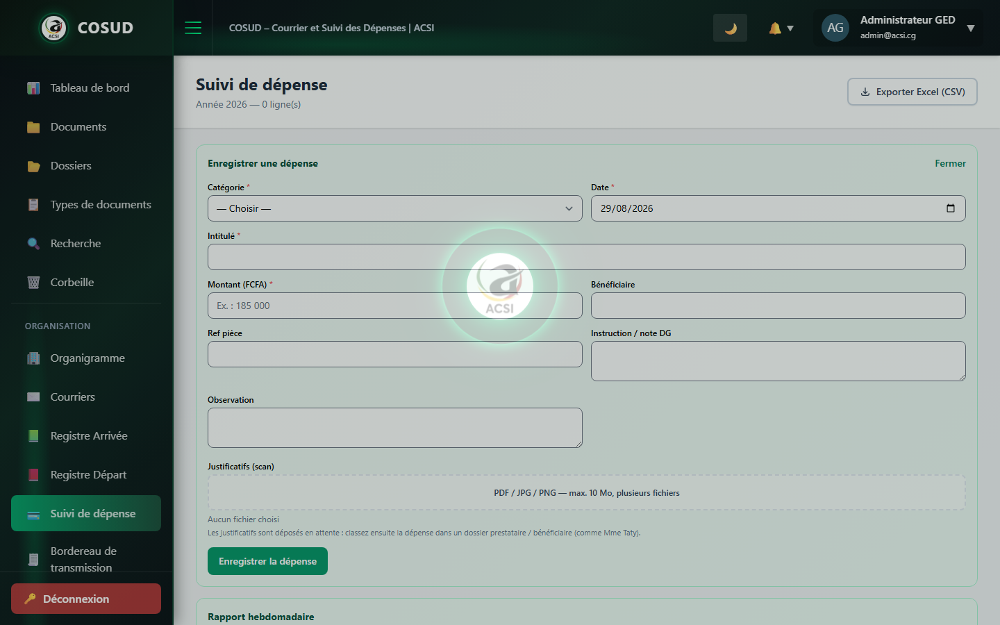 COSUD
ACSI
COSUD – Courrier et Suivi des Dépenses | ACSI
AG
Administrateur GED
admin@acsi.cg
Tableau de bord
Documents
Dossiers
Types de documents
Recherche
Corbeille
ORGANISATION
Organigramme
Courriers
Registre Arrivée
Registre Départ
Suivi de dépense
Bordereau de
transmission
Déconnexion
Suivi de dépense
Année 2026 — 0 ligne(s)
Exporter Excel (CSV)
Enregistrer une dépense
Fermer
Catégorie *
Date *
— Choisir —
29/08/2026
Intitulé *
Montant (FCFA) *
Bénéficiaire
Ex. : 185 000
a
ACSI
Ref pièce
Instruction / note DG
Observation
Justificatifs (scan)
PDF / JPG / PNG — max. 10 Mo, plusieurs fichiers
Aucun fichier choisi
Les justificatifs sont déposés en attente : classez ensuite la dépense dans un dossier prestataire / bénéficiaire (comme Mme Taty).
Enregistrer la dépense
Rapport hebdomadaire